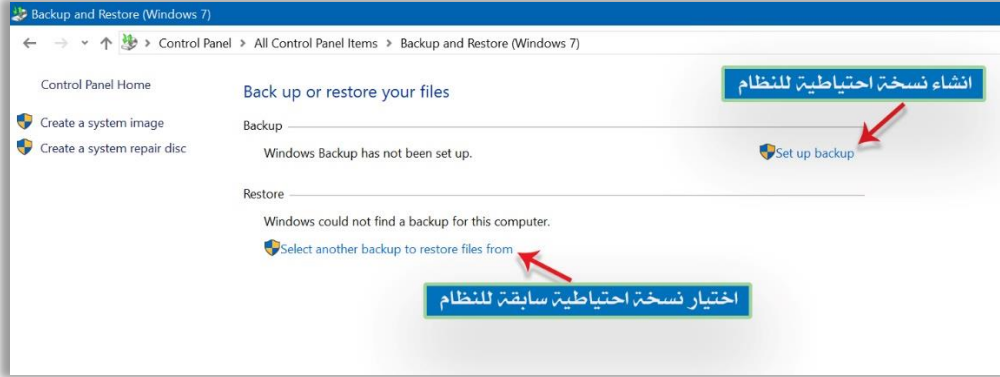 Backup and Restore (Windows 7)
Control Panel > All Control Panel Items > Backup and Restore (Windows 7)
Control Panel Home
Create a system image
Create a system repair disc
Back up or restore your files
انشاء نسخة احتياطية للنظام
Backup
Windows Backup has not been set up.
Set up backup
Restore
Windows could not find a backup for this computer.
Select another backup to restore files from
اختيار نسخة احتياطية سابقة للنظام